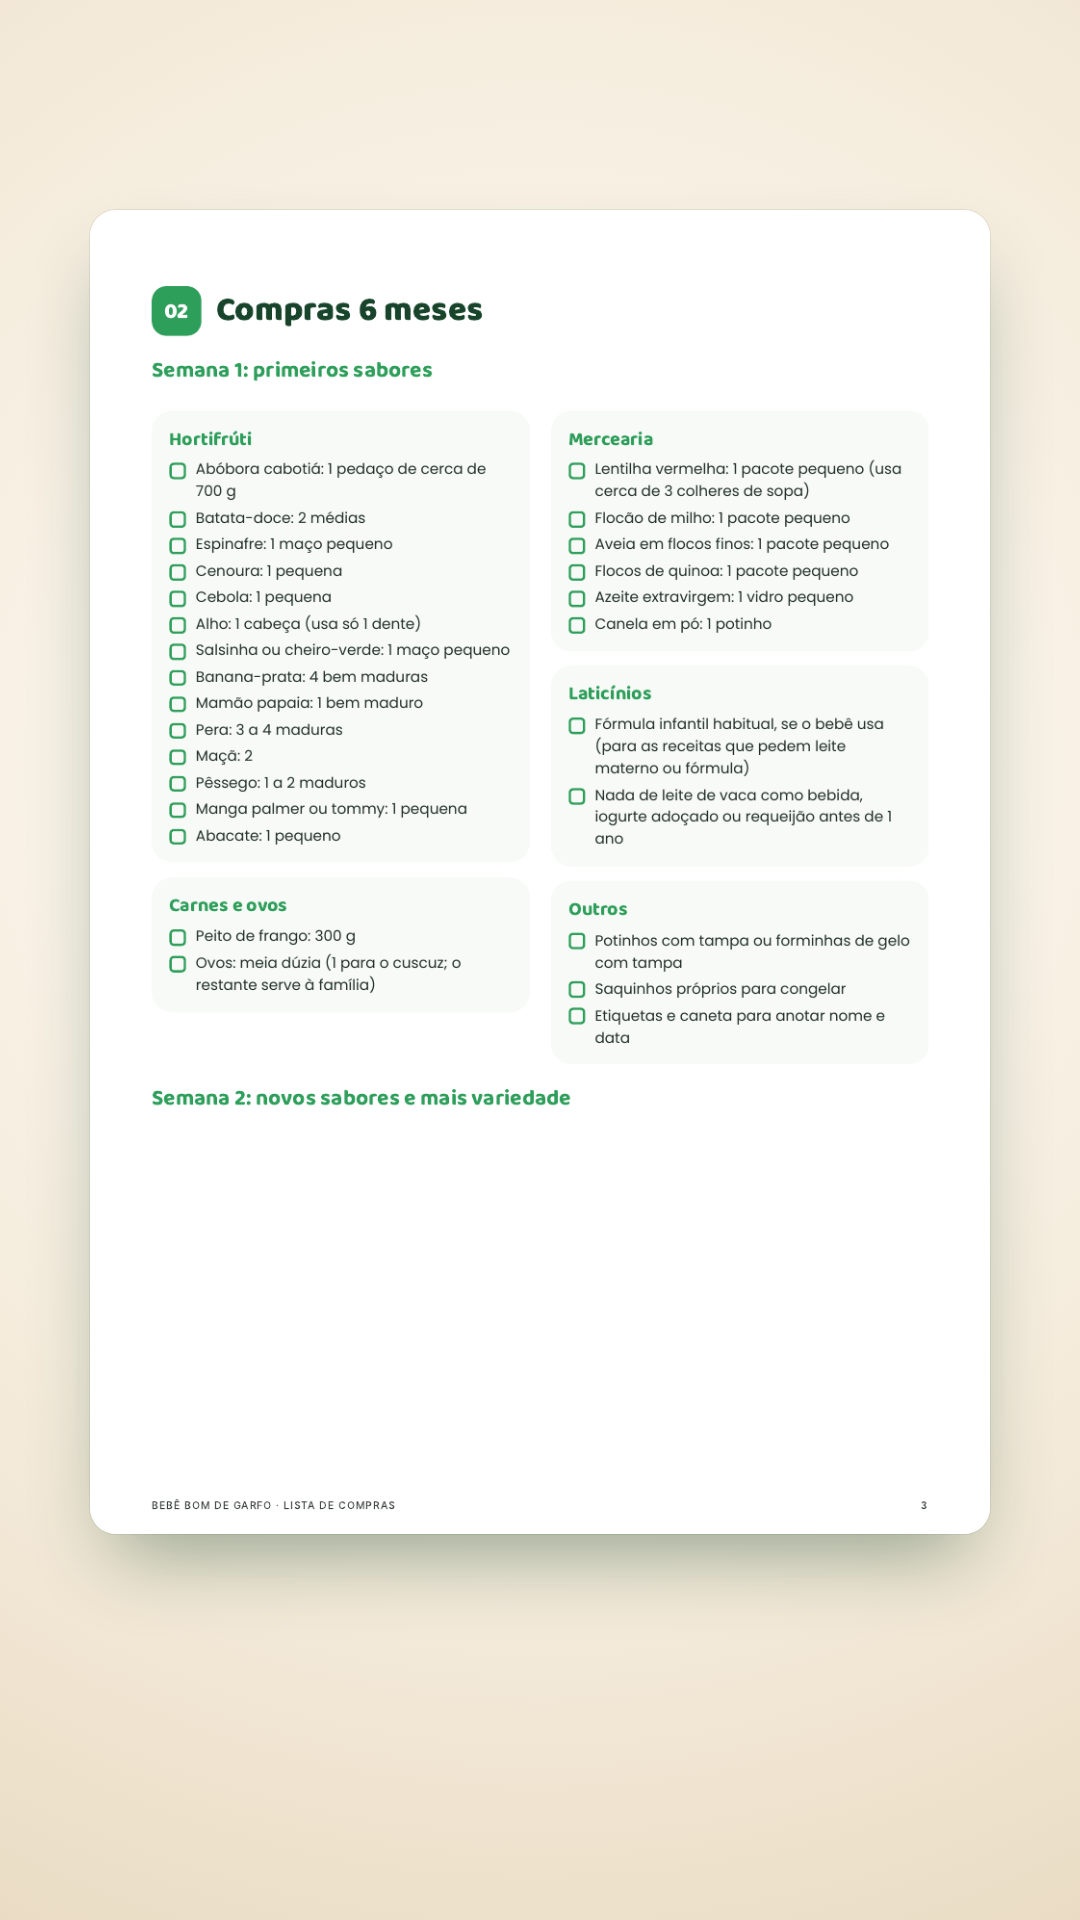 02
Compras 6 meses
Semana 1: primeiros sabores
Hortifrúti
Abóbora cabotiá: 1 pedaço de cerca de
700 g
Batata-doce: 2 médias
Espinafre: 1 maço pequeno
Cenoura: 1 pequena
Cebola: 1 pequena
Alho: 1 cabeça (usa só 1 dente)
Salsinha ou cheiro-verde: 1 maço pequeno
Banana-prata: 4 bem maduras
Mamão papaia: 1 bem maduro
Pera: 3 a 4 maduras
Maçã: 2
Pêssego: 1 a 2 maduros
Manga palmer ou tommy: 1 pequena
Abacate: 1 pequeno
Carnes e ovos
Peito de frango: 300 g
Ovos: meia dúzia (1 para o cuscuz; o
restante serve à família)
Mercearia
Lentilha vermelha: 1 pacote pequeno (usa
cerca de 3 colheres de sopa)
Flocão de milho: 1 pacote pequeno
Aveia em flocos finos: 1 pacote pequeno
Flocos de quinoa: 1 pacote pequeno
Azeite extravirgem: 1 vidro pequeno
Canela em pó: 1 potinho
Laticínios
Fórmula infantil habitual, se o bebê usa
(para as receitas que pedem leite
materno ou fórmula)
Nada de leite de vaca como bebida,
iogurte adoçado ou requeijão antes de 1
ano
Outros
Potinhos com tampa ou forminhas de gelo
com tampa
Saquinhos próprios para congelar
Etiquetas e caneta para anotar nome e
data
Semana 2: novos sabores e mais variedade
BEBÊ BOM DE GARFO · LISTA DE COMPRAS
3